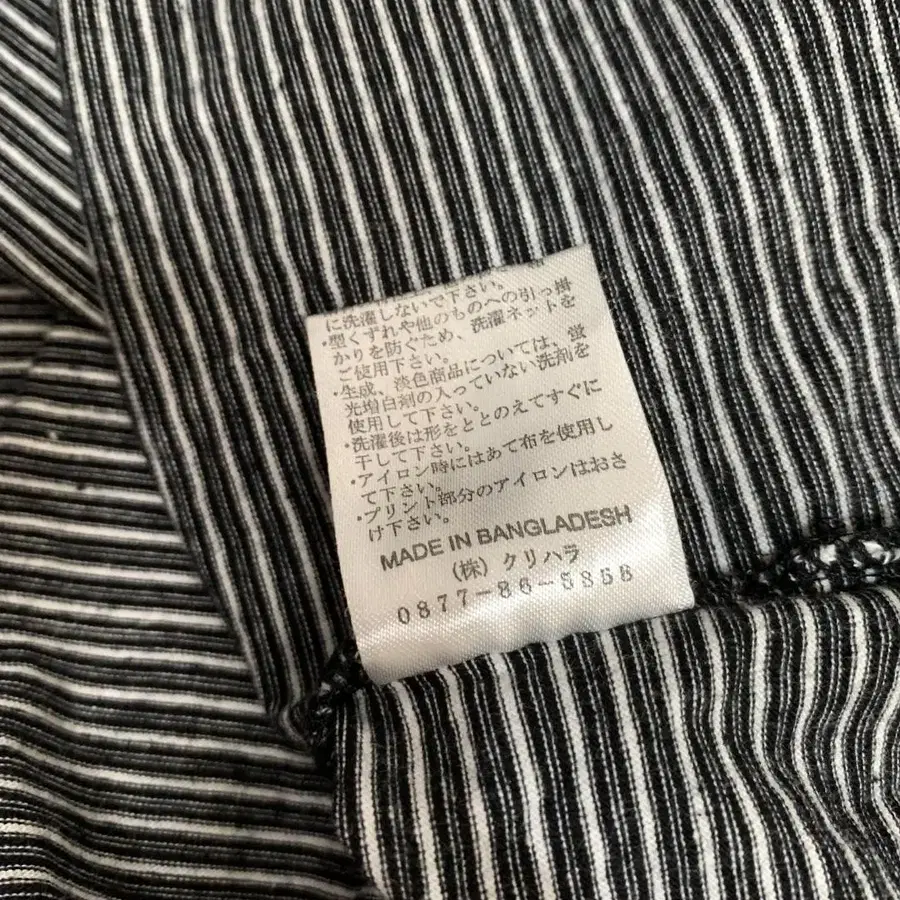 に洗濯しないで下さい。
・型くずれや他のものへの引っ掛
かりを防ぐため、洗濯ネットを
ご使用下さい。
・生成、淡色商品については、蛍
光増白剤の入っていない洗剤を
使用して下さい。
・洗濯後は形をととのえてすぐに
干して下さい。
・アイロン時にはあて布を使用し
て下さい。
・プリント部分のアイロンはおさ
け下さい。
MADE IN BANGLADESH
(株)クリハラ
0877-86-5358